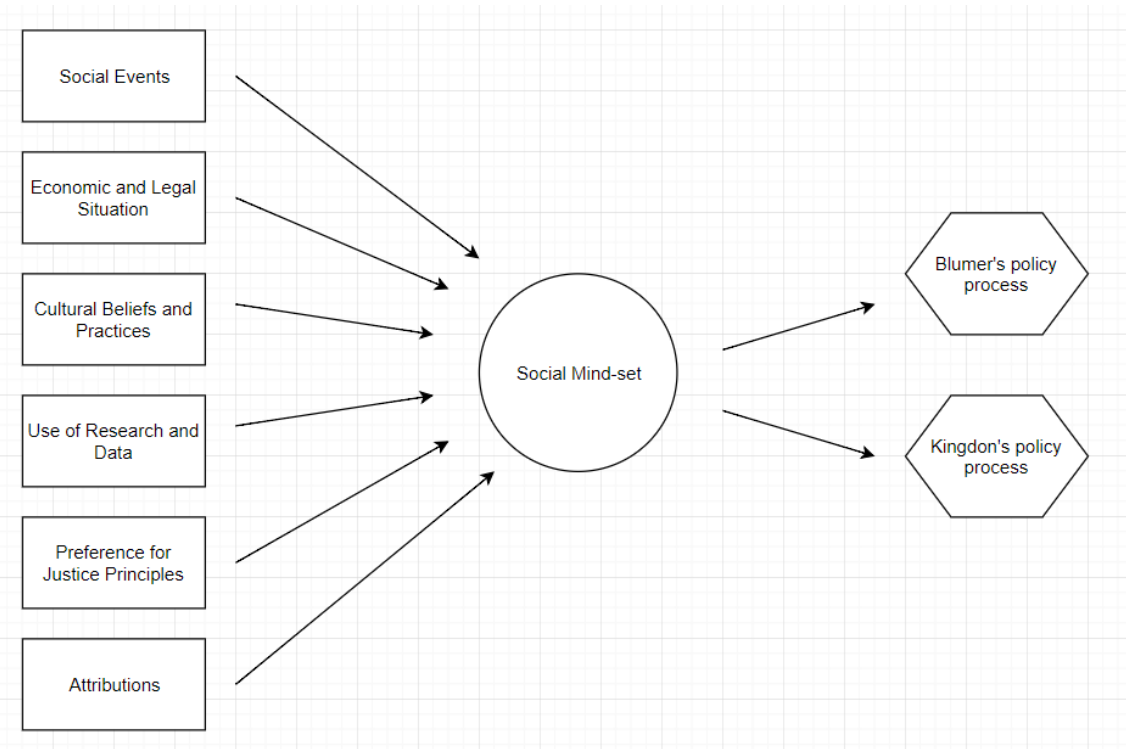 Social Events
Economic and Legal
Situation
Cultural Beliefs and
Practices
Use of Research and
Data
Preference for
Justice Principles
Attributions
Social Mind-set
Blumer's policy
process
Kingdon's policy
process